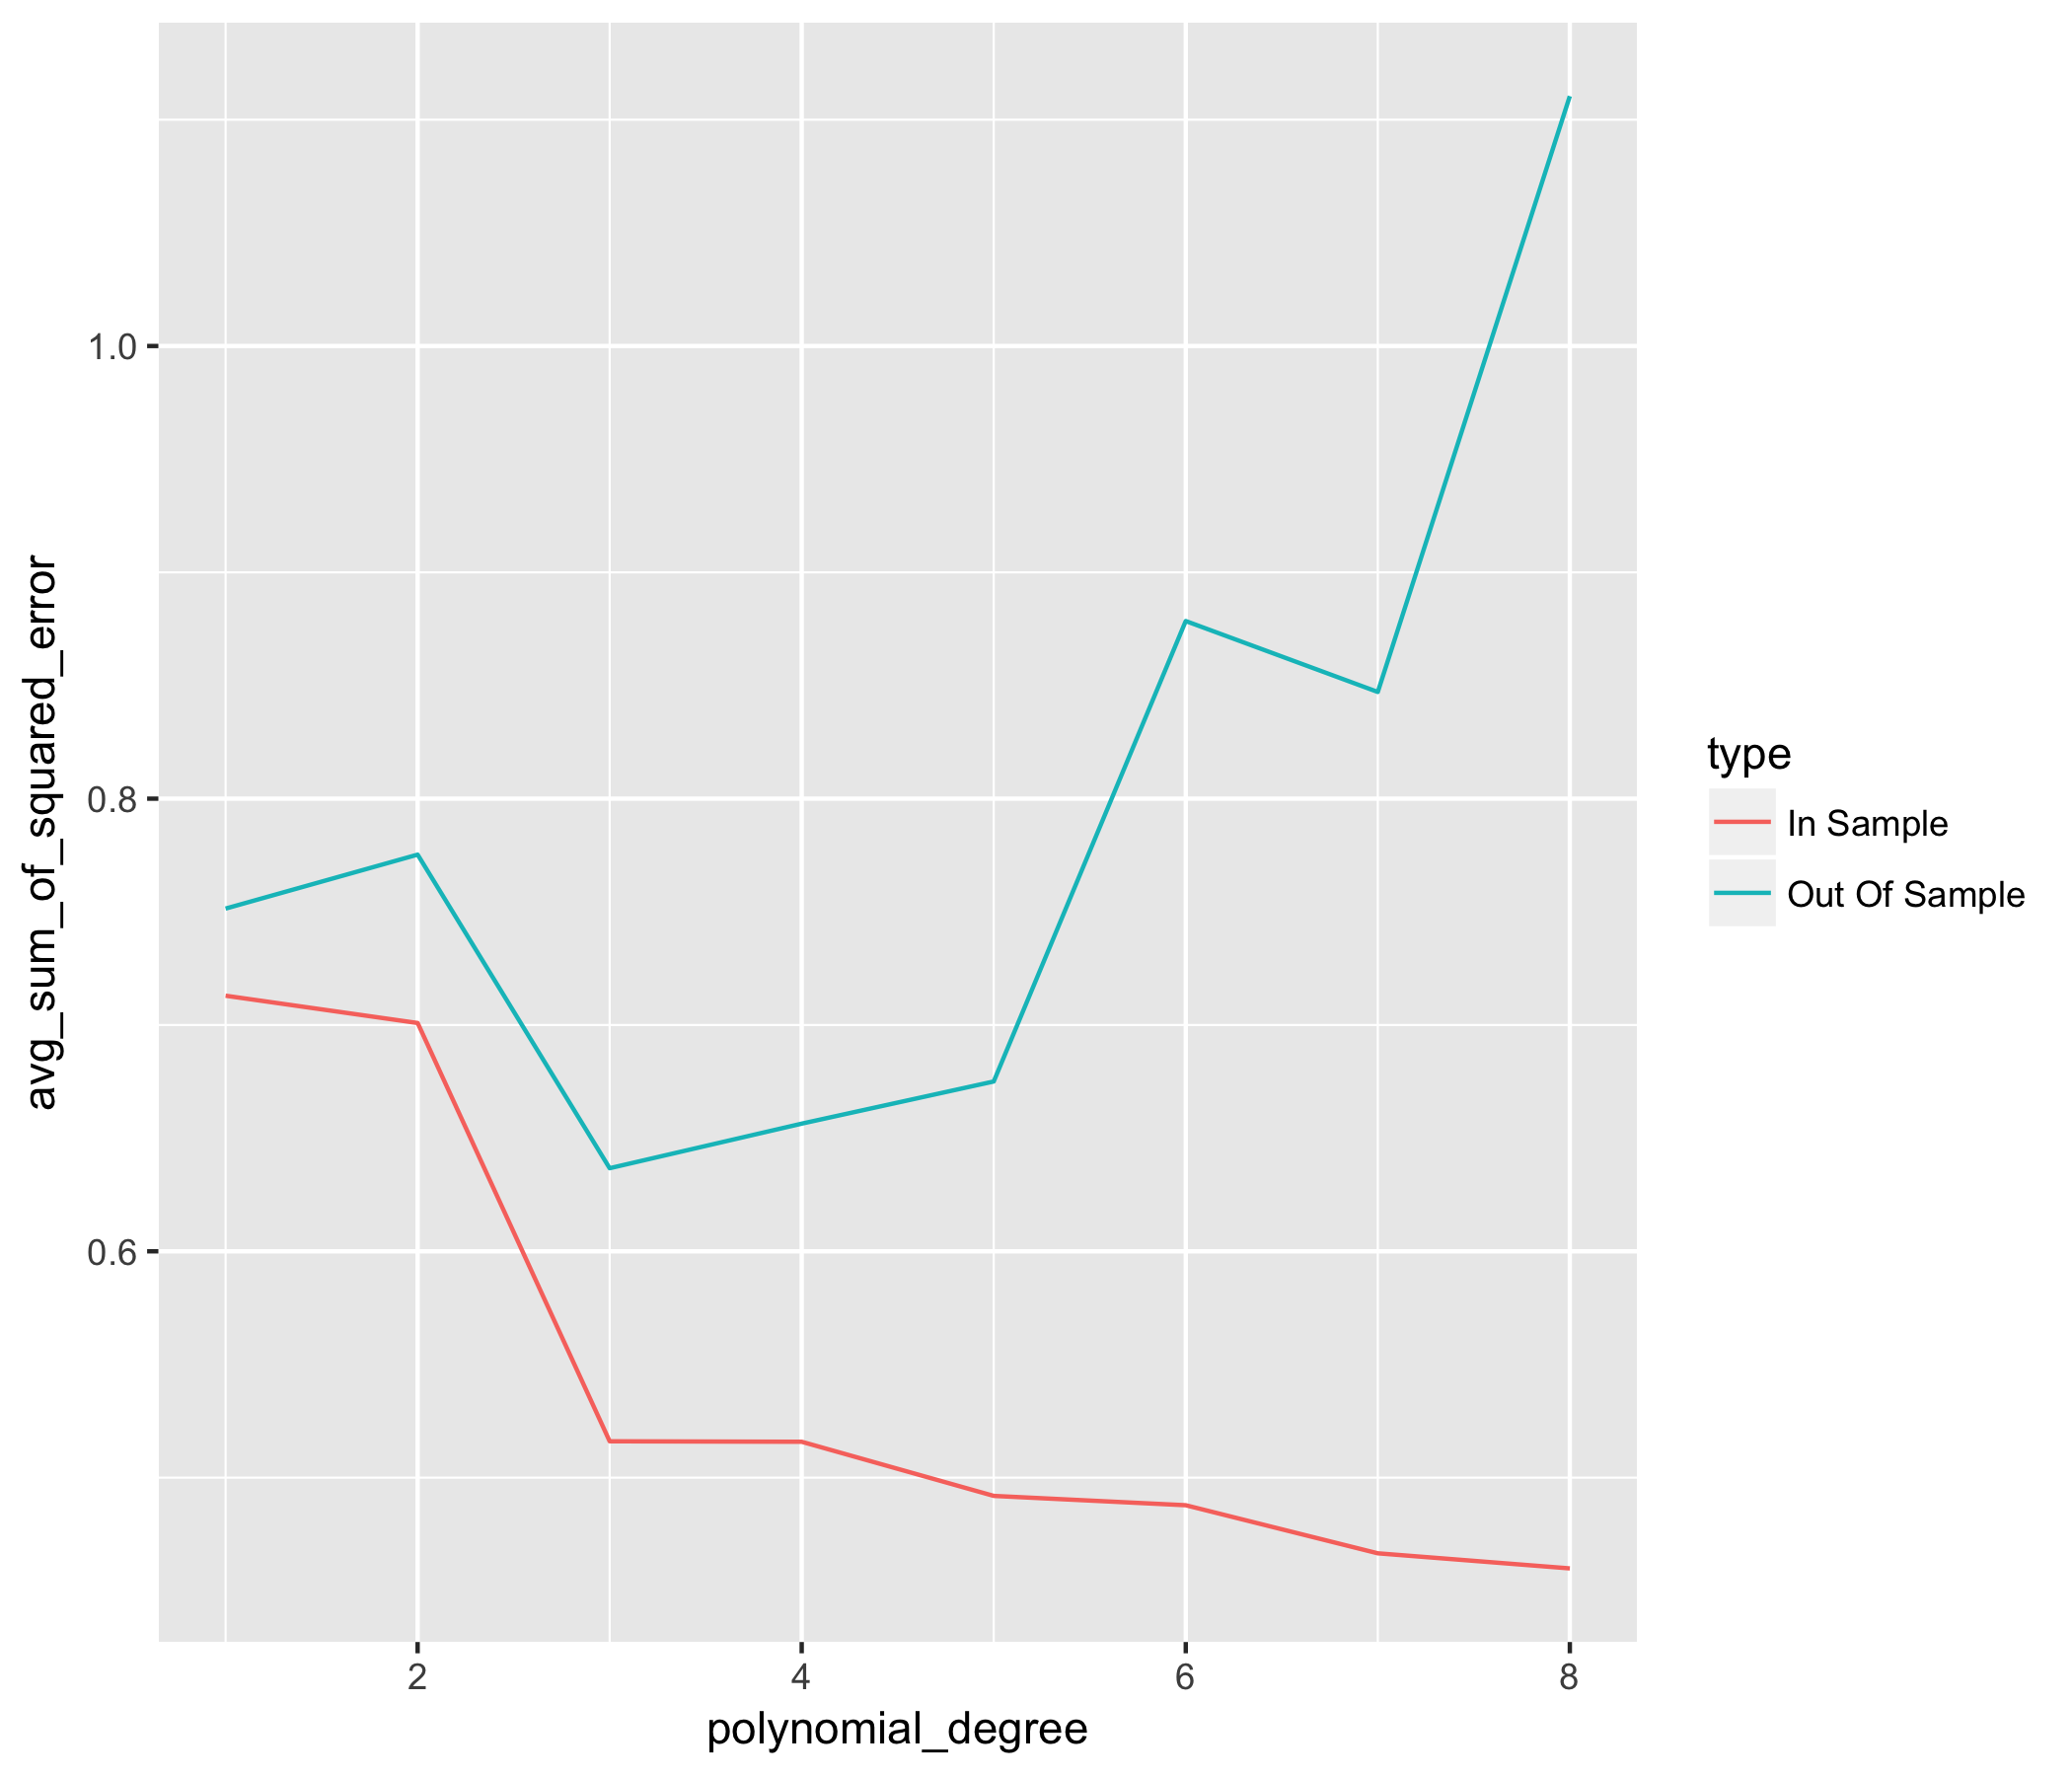 avg_sum_of_squared_error
1.0
0.8
0.6
2 4 6 8
polynomial_degree
type
In Sample
Out Of Sample